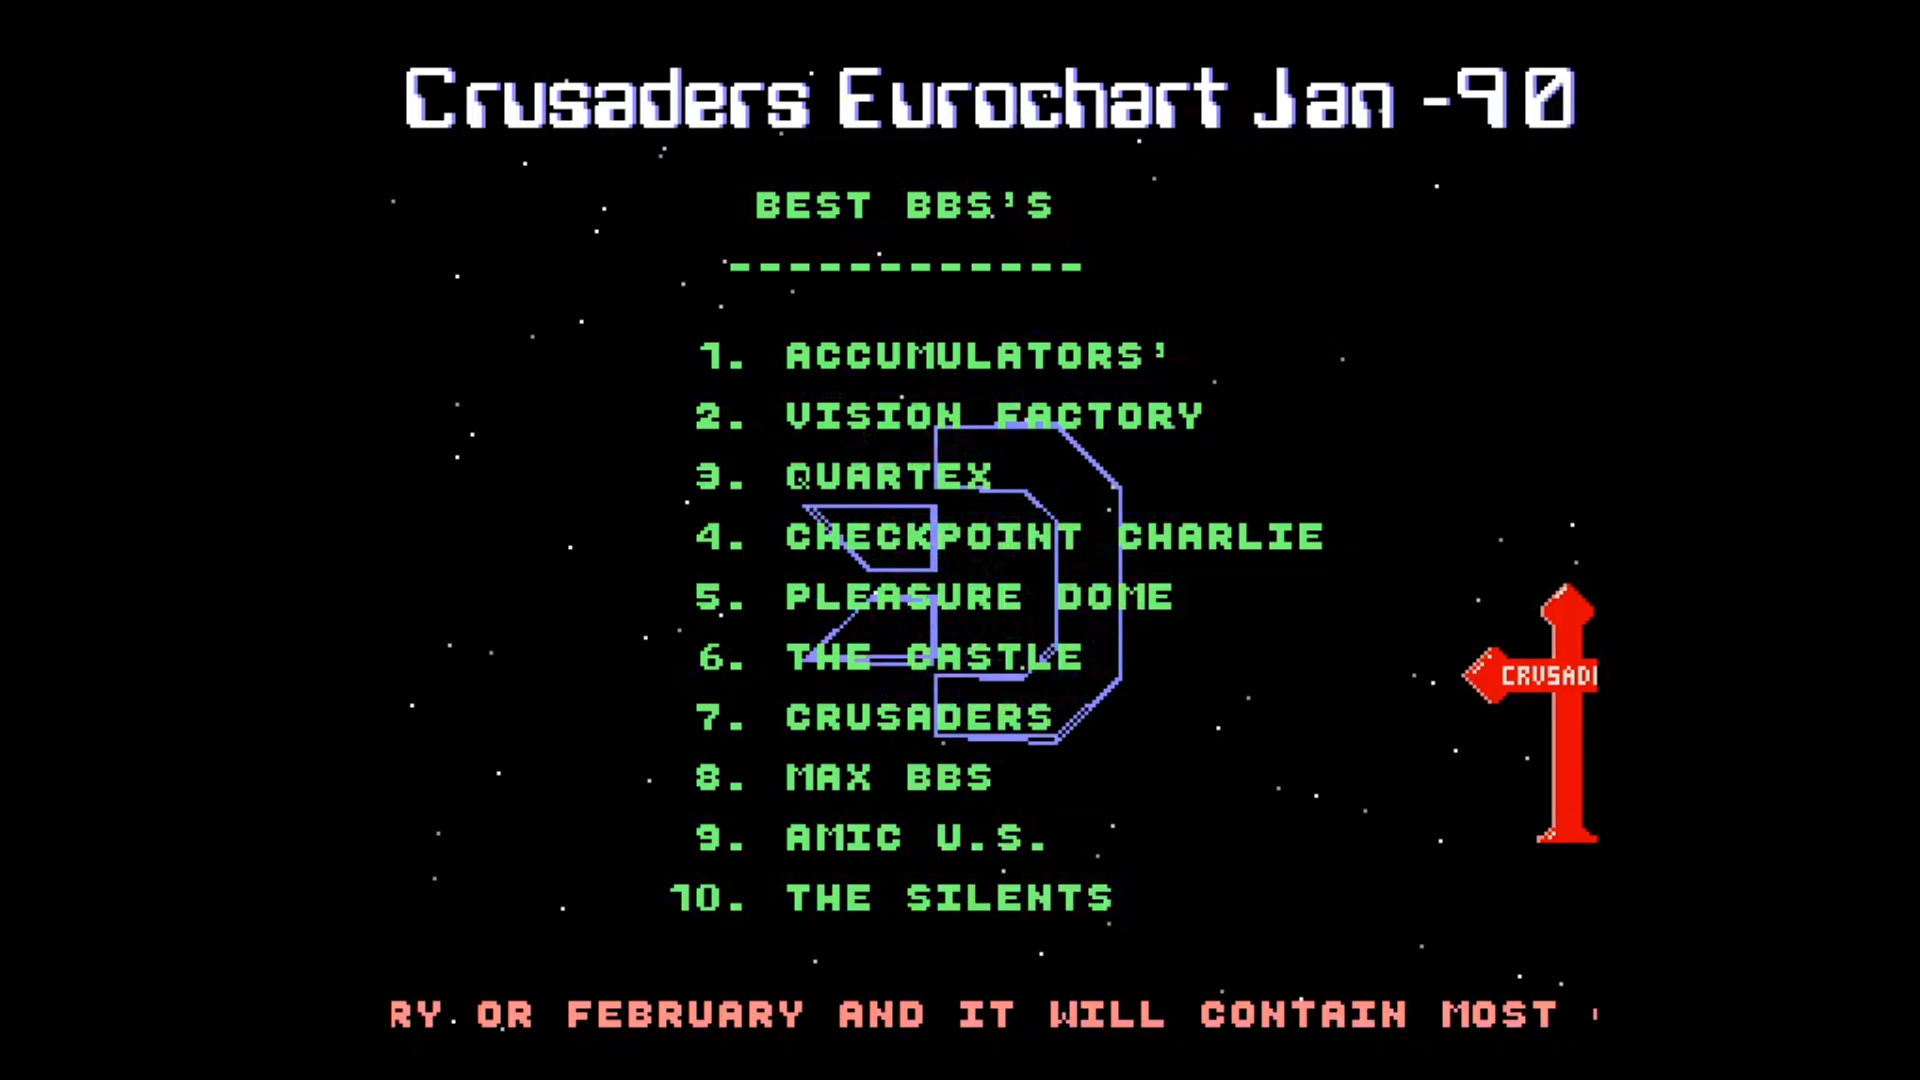 Crusaders Eurochart Jan -90
BEST BBS'S
------------
1. ACCUMULATORS'
2. VISION FACTORY
3. QUARTEX
4. CHECKPOINT CHARLIE
5. PLEASURE DOME
6. THE CASTLE
7. CRUSADERS
8. MAX BBS
9. AMIC U.S.
10. THE SILENTS
CRUSAD
RY OR FEBRUARY AND IT WILL CONTAIN MOST